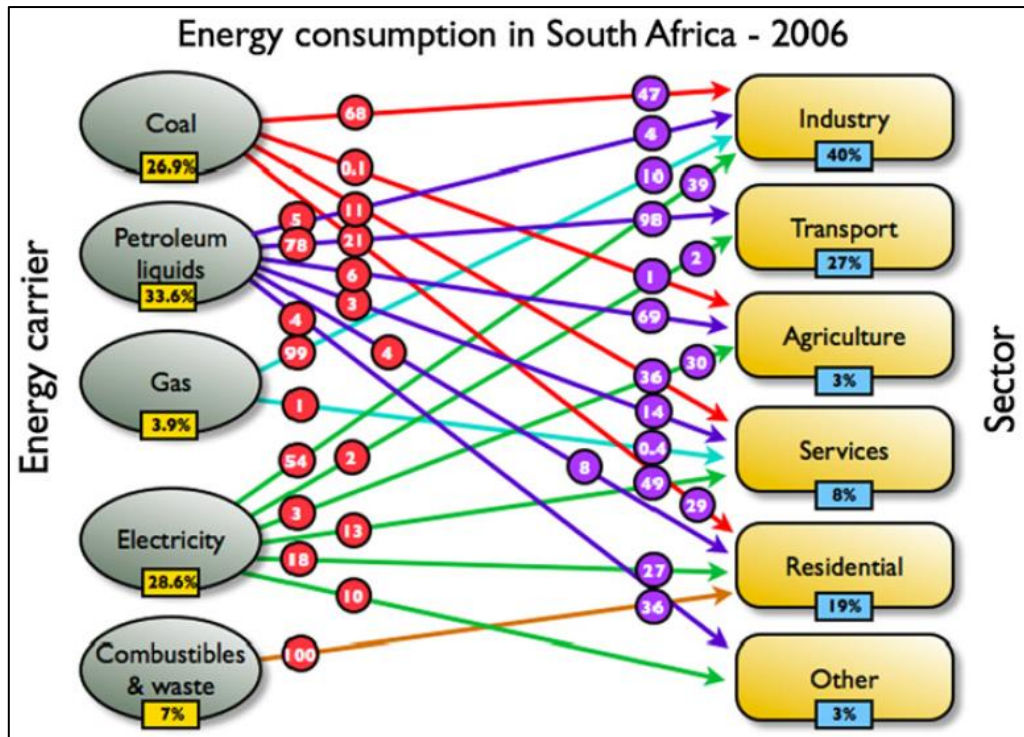 Energy consumption in South Africa - 2006
Energy carrier
Coal
26.9%
Petroleum
liquids
33.6%
Gas
3.9%
Electricity
28.6%
Combustibles
& waste
7%
68
0.1
11
21
5
78
6
3
4
4
99
1
54
2
3
13
18
10
100
47
4
10
39
98
2
1
69
30
36
14
0.4
8
49
29
27
36
Industry
40%
Transport
27%
Agriculture
3%
Services
8%
Residential
19%
Other
3%
Sector